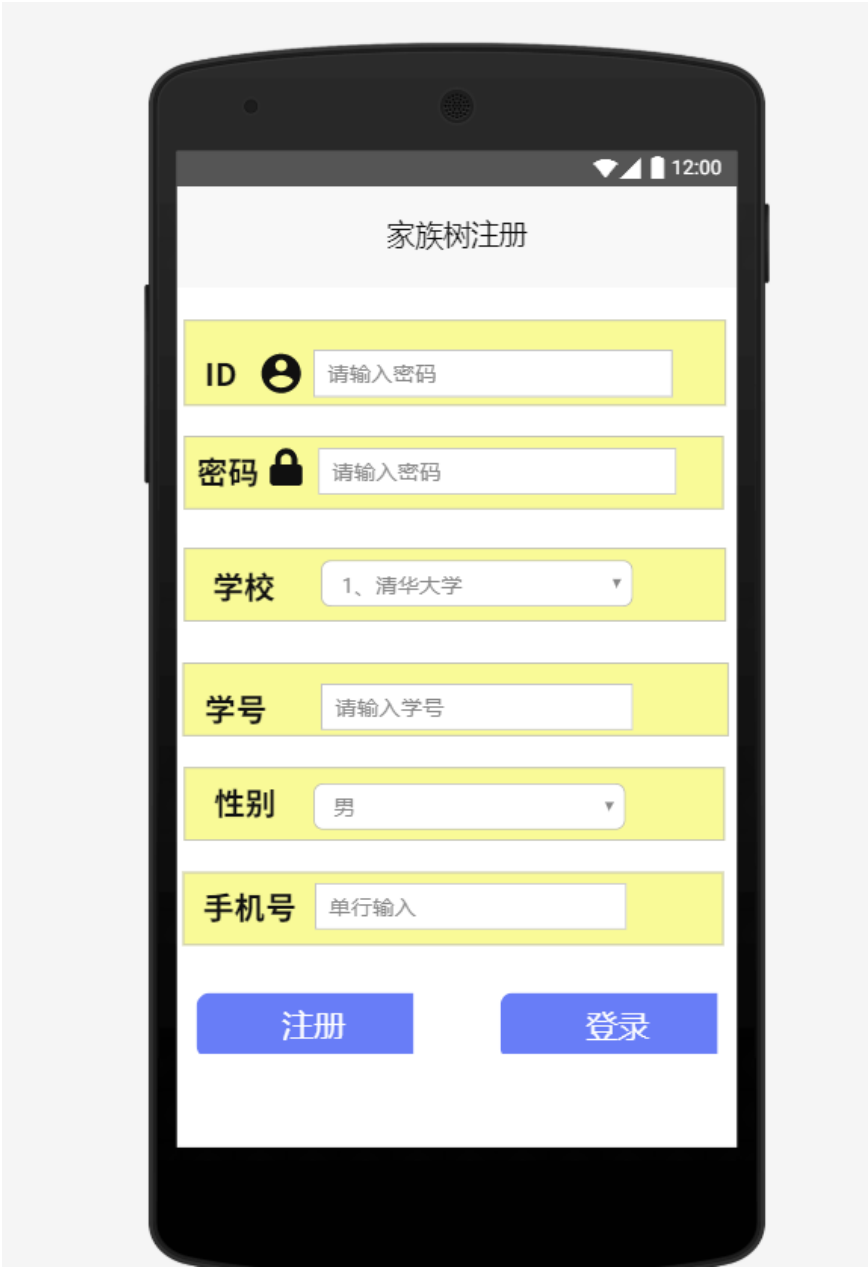 12:00
家族树注册
ID 请输入密码
密码 请输入密码
学校 1、清华大学
学号 请输入学号
性别 男
手机号 单行输入
注册 登录